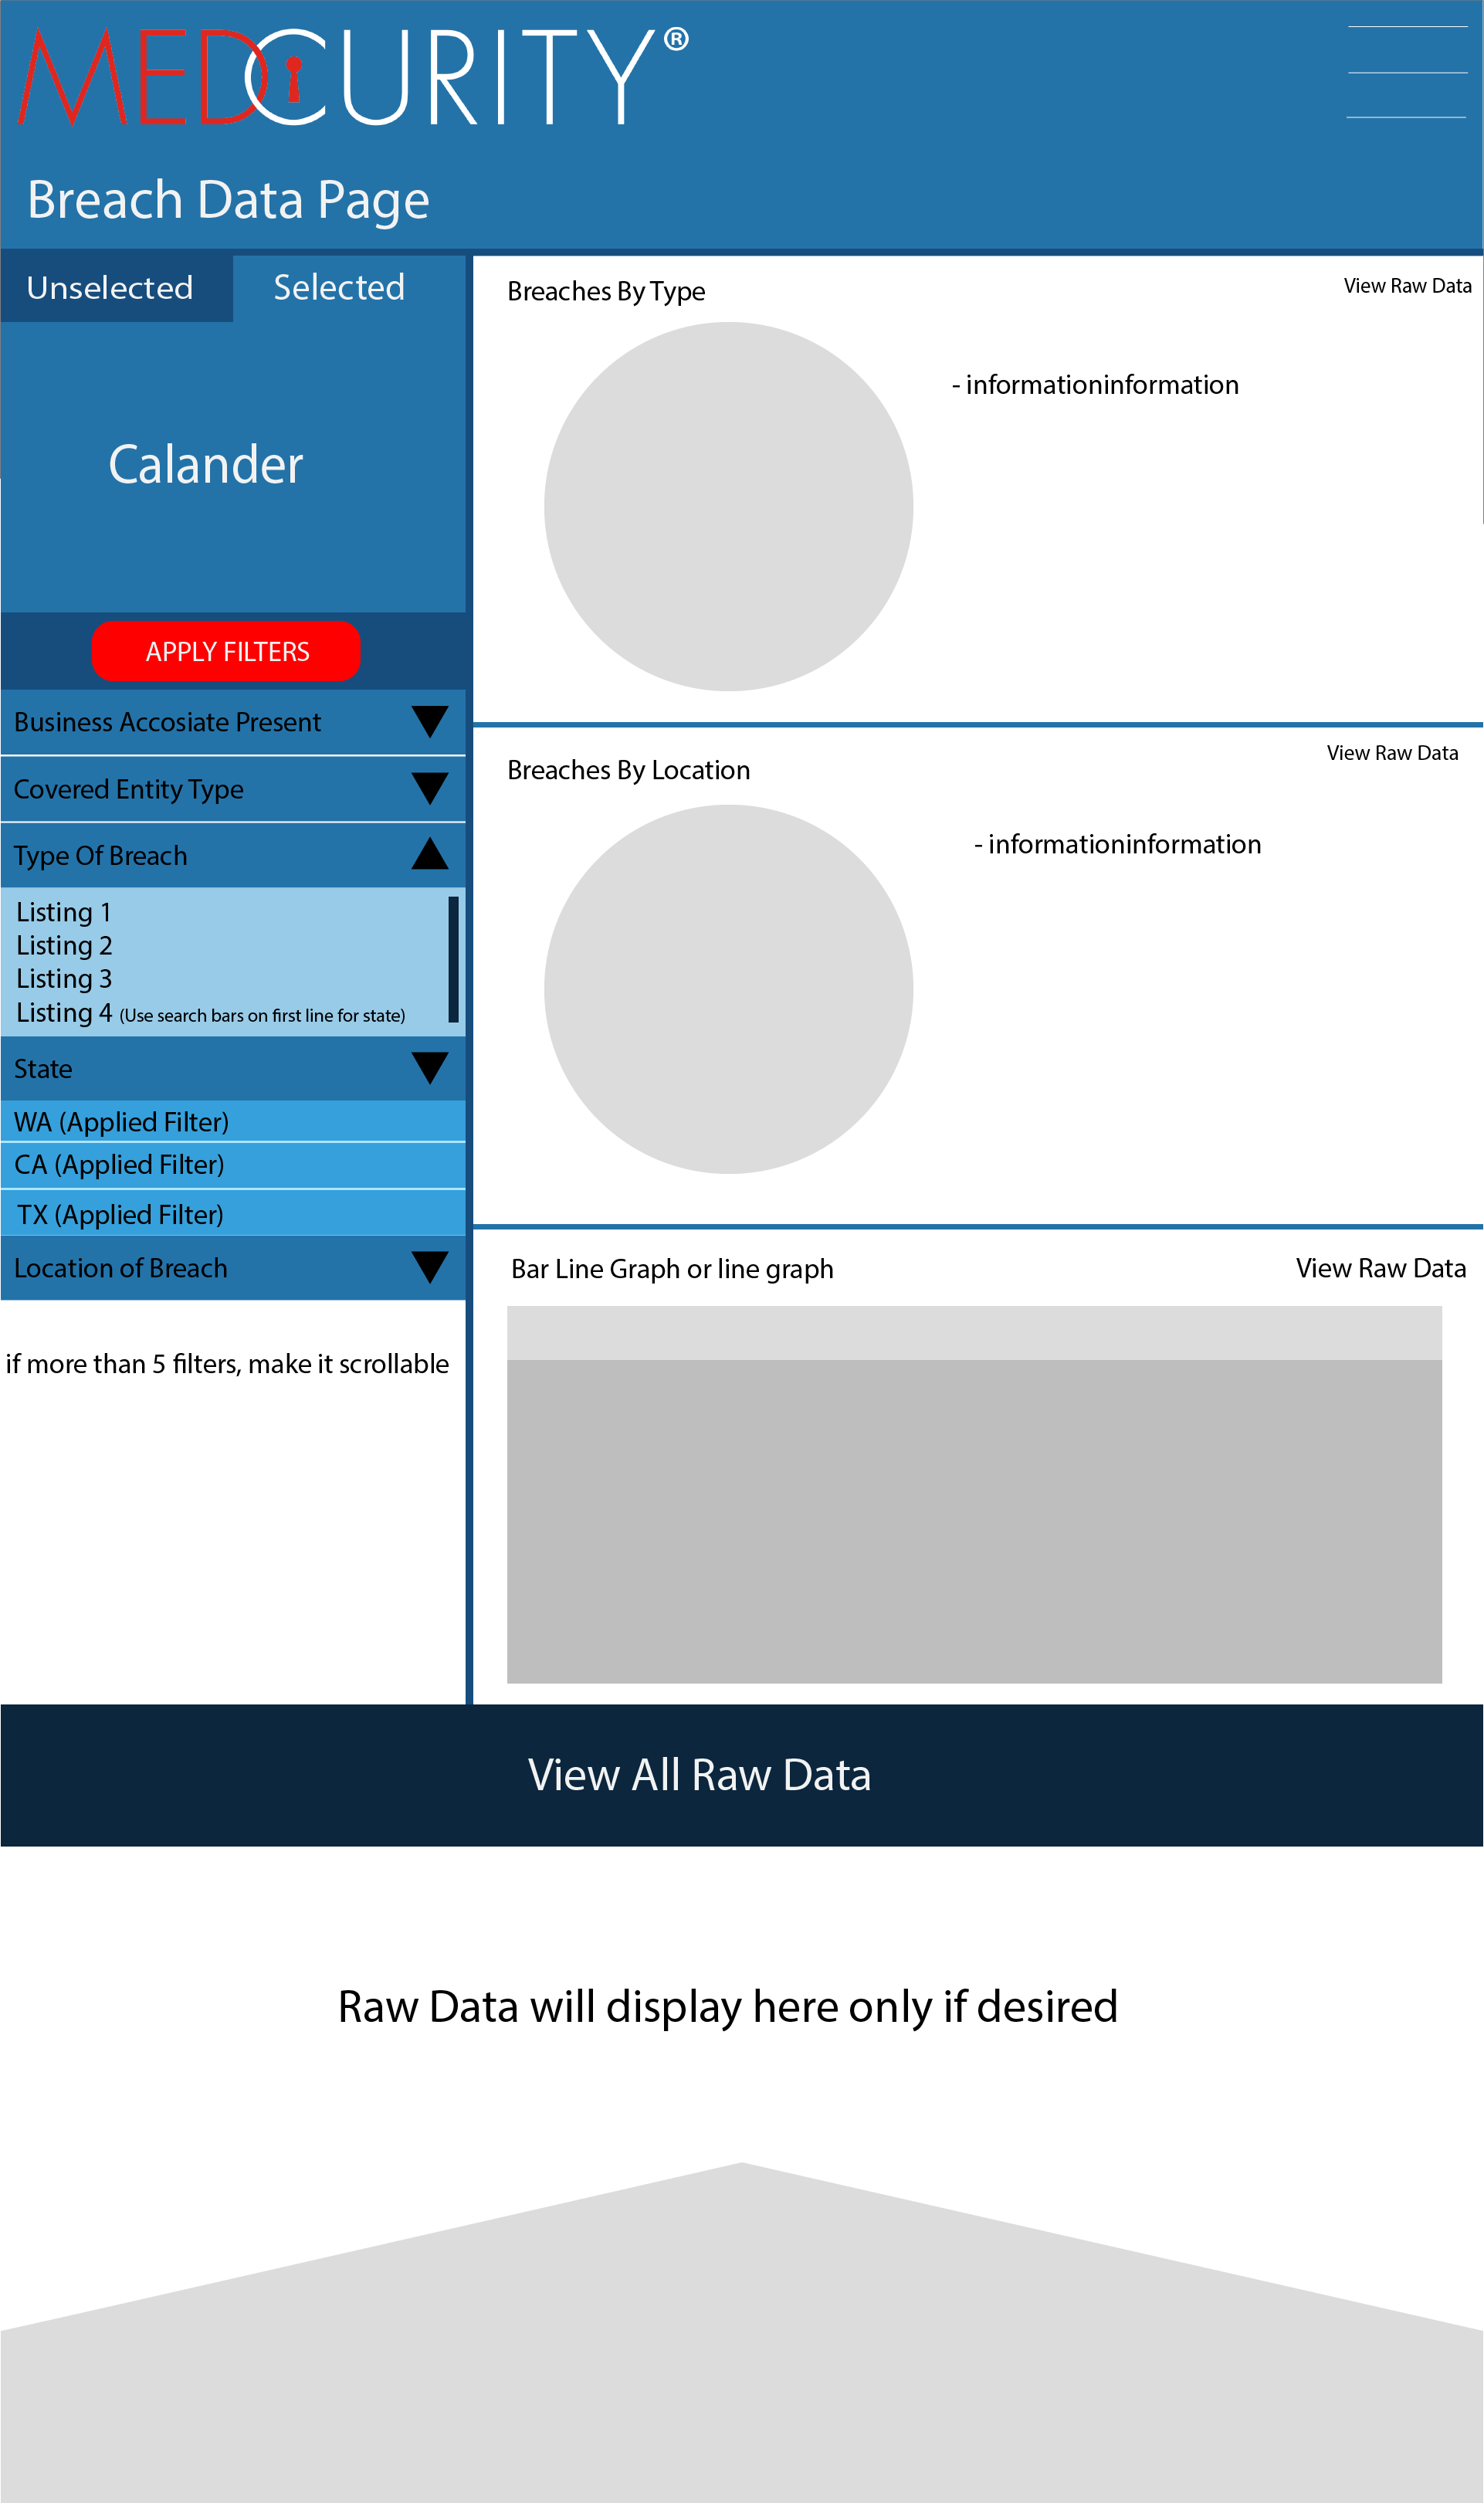 MEDCURITY®
Breach Data Page
Unselected
Selected
Calander
APPLY FILTERS
Business Accosiate Present
Covered Entity Type
Type Of Breach
Listing 1
Listing 2
Listing 3
Listing 4 (Use search bars on first line for state)
State
WA (Applied Filter)
CA (Applied Filter)
TX (Applied Filter)
Location of Breach
if more than 5 filters, make it scrollable
Breaches By Type
View Raw Data
- informationinformation
Breaches By Location
View Raw Data
- informationinformation
Bar Line Graph or line graph
View Raw Data
View All Raw Data
Raw Data will display here only if desired